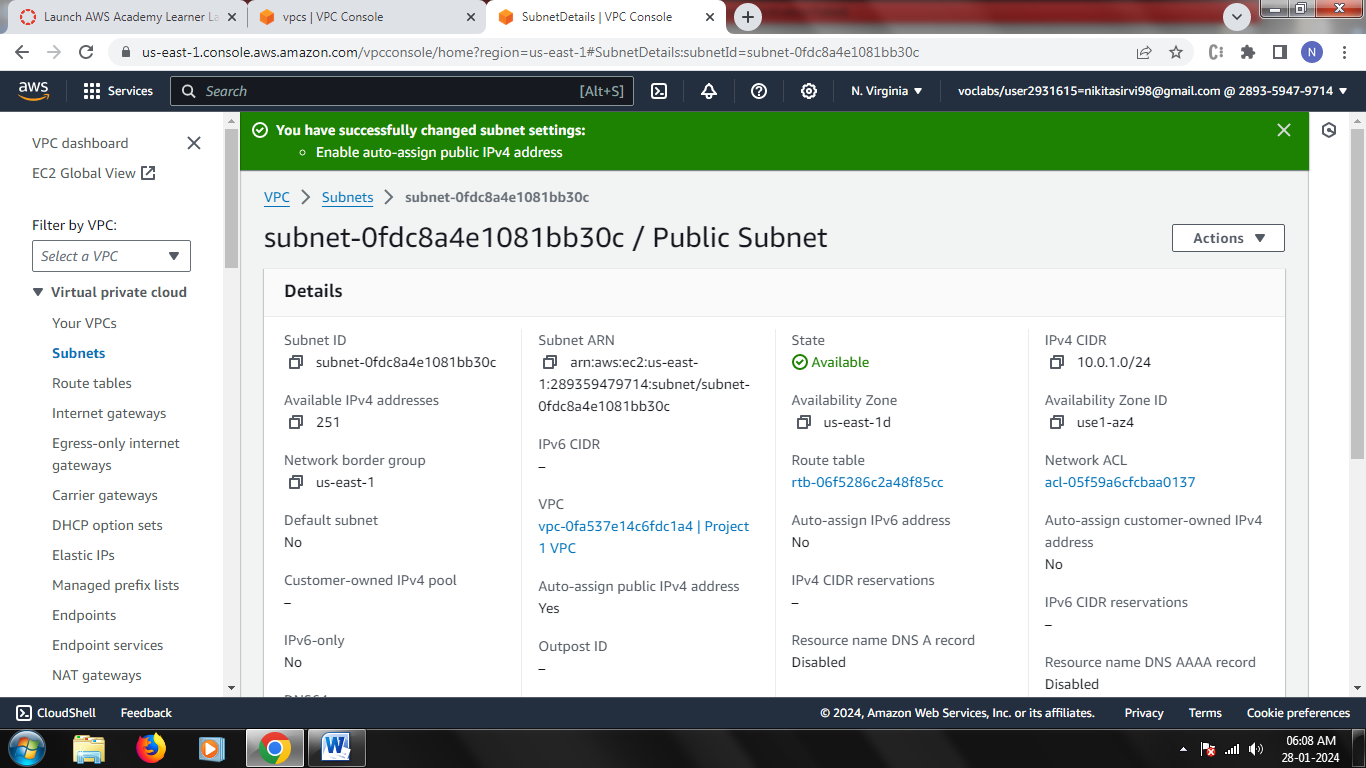 Launch AWS Academy Learner La
vpcs | VPC Console
SubnetDetails | VPC Console
us-east-1.console.aws.amazon.com/vpcconsole/home?region=us-east-1#SubnetDetails:subnetId=subnet-0fdc8a4e1081bb30c
N
aws
Services
Search
[Alt+S]
N. Virginia
voclabs/user2931615=nikitasirvi98@gmail.com @ 2893-5947-9714
VPC dashboard
EC2 Global View
Filter by VPC:
Select a VPC
Virtual private cloud
Your VPCs
Subnets
Route tables
Internet gateways
Egress-only internet
gateways
Carrier gateways
DHCP option sets
Elastic IPs
Managed prefix lists
Endpoints
Endpoint services
NAT gateways
You have successfully changed subnet settings:
Enable auto-assign public IPv4 address
VPC
Subnets
subnet-0fdc8a4e1081bb30c
subnet-0fdc8a4e1081bb30c / Public Subnet
Actions
Details
Subnet ID
subnet-0fdc8a4e1081bb30c
Available IPv4 addresses
251
Network border group
us-east-1
Default subnet
No
Customer-owned IPv4 pool
–
IPv6-only
No
DNS64
Subnet ARN
arn:aws:ec2:us-east-
1:289359479714:subnet/subnet-
0fdc8a4e1081bb30c
IPv6 CIDR
–
VPC
vpc-0fa537e14c6fdc1a4 | Project
1 VPC
Auto-assign public IPv4 address
Yes
Outpost ID
–
State
Available
Availability Zone
us-east-1d
Route table
rtb-06f5286c2a48f85cc
Auto-assign IPv6 address
No
IPv4 CIDR reservations
–
Resource name DNS A record
Disabled
IPv4 CIDR
10.0.1.0/24
Availability Zone ID
use1-az4
Network ACL
acl-05f59a6cfcbaa0137
Auto-assign customer-owned IPv4
address
No
IPv6 CIDR reservations
–
Resource name DNS AAAA record
Disabled
CloudShell
Feedback
© 2024, Amazon Web Services, Inc. or its affiliates.
Privacy
Terms
Cookie preferences
06:08 AM
28-01-2024